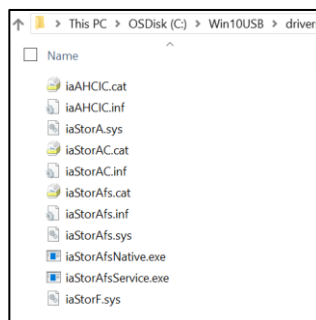 This PC > OSDisk (C:) > Win10USB > drivers
Name
iaAHCIC.cat
iaAHCIC.inf
iaStorA.sys
iaStorAC.cat
iaStorAC.inf
iaStorAfs.cat
iaStorAfs.inf
iaStorAfs.sys
iaStorAfsNative.exe
iaStorAfsService.exe
iaStorF.sys